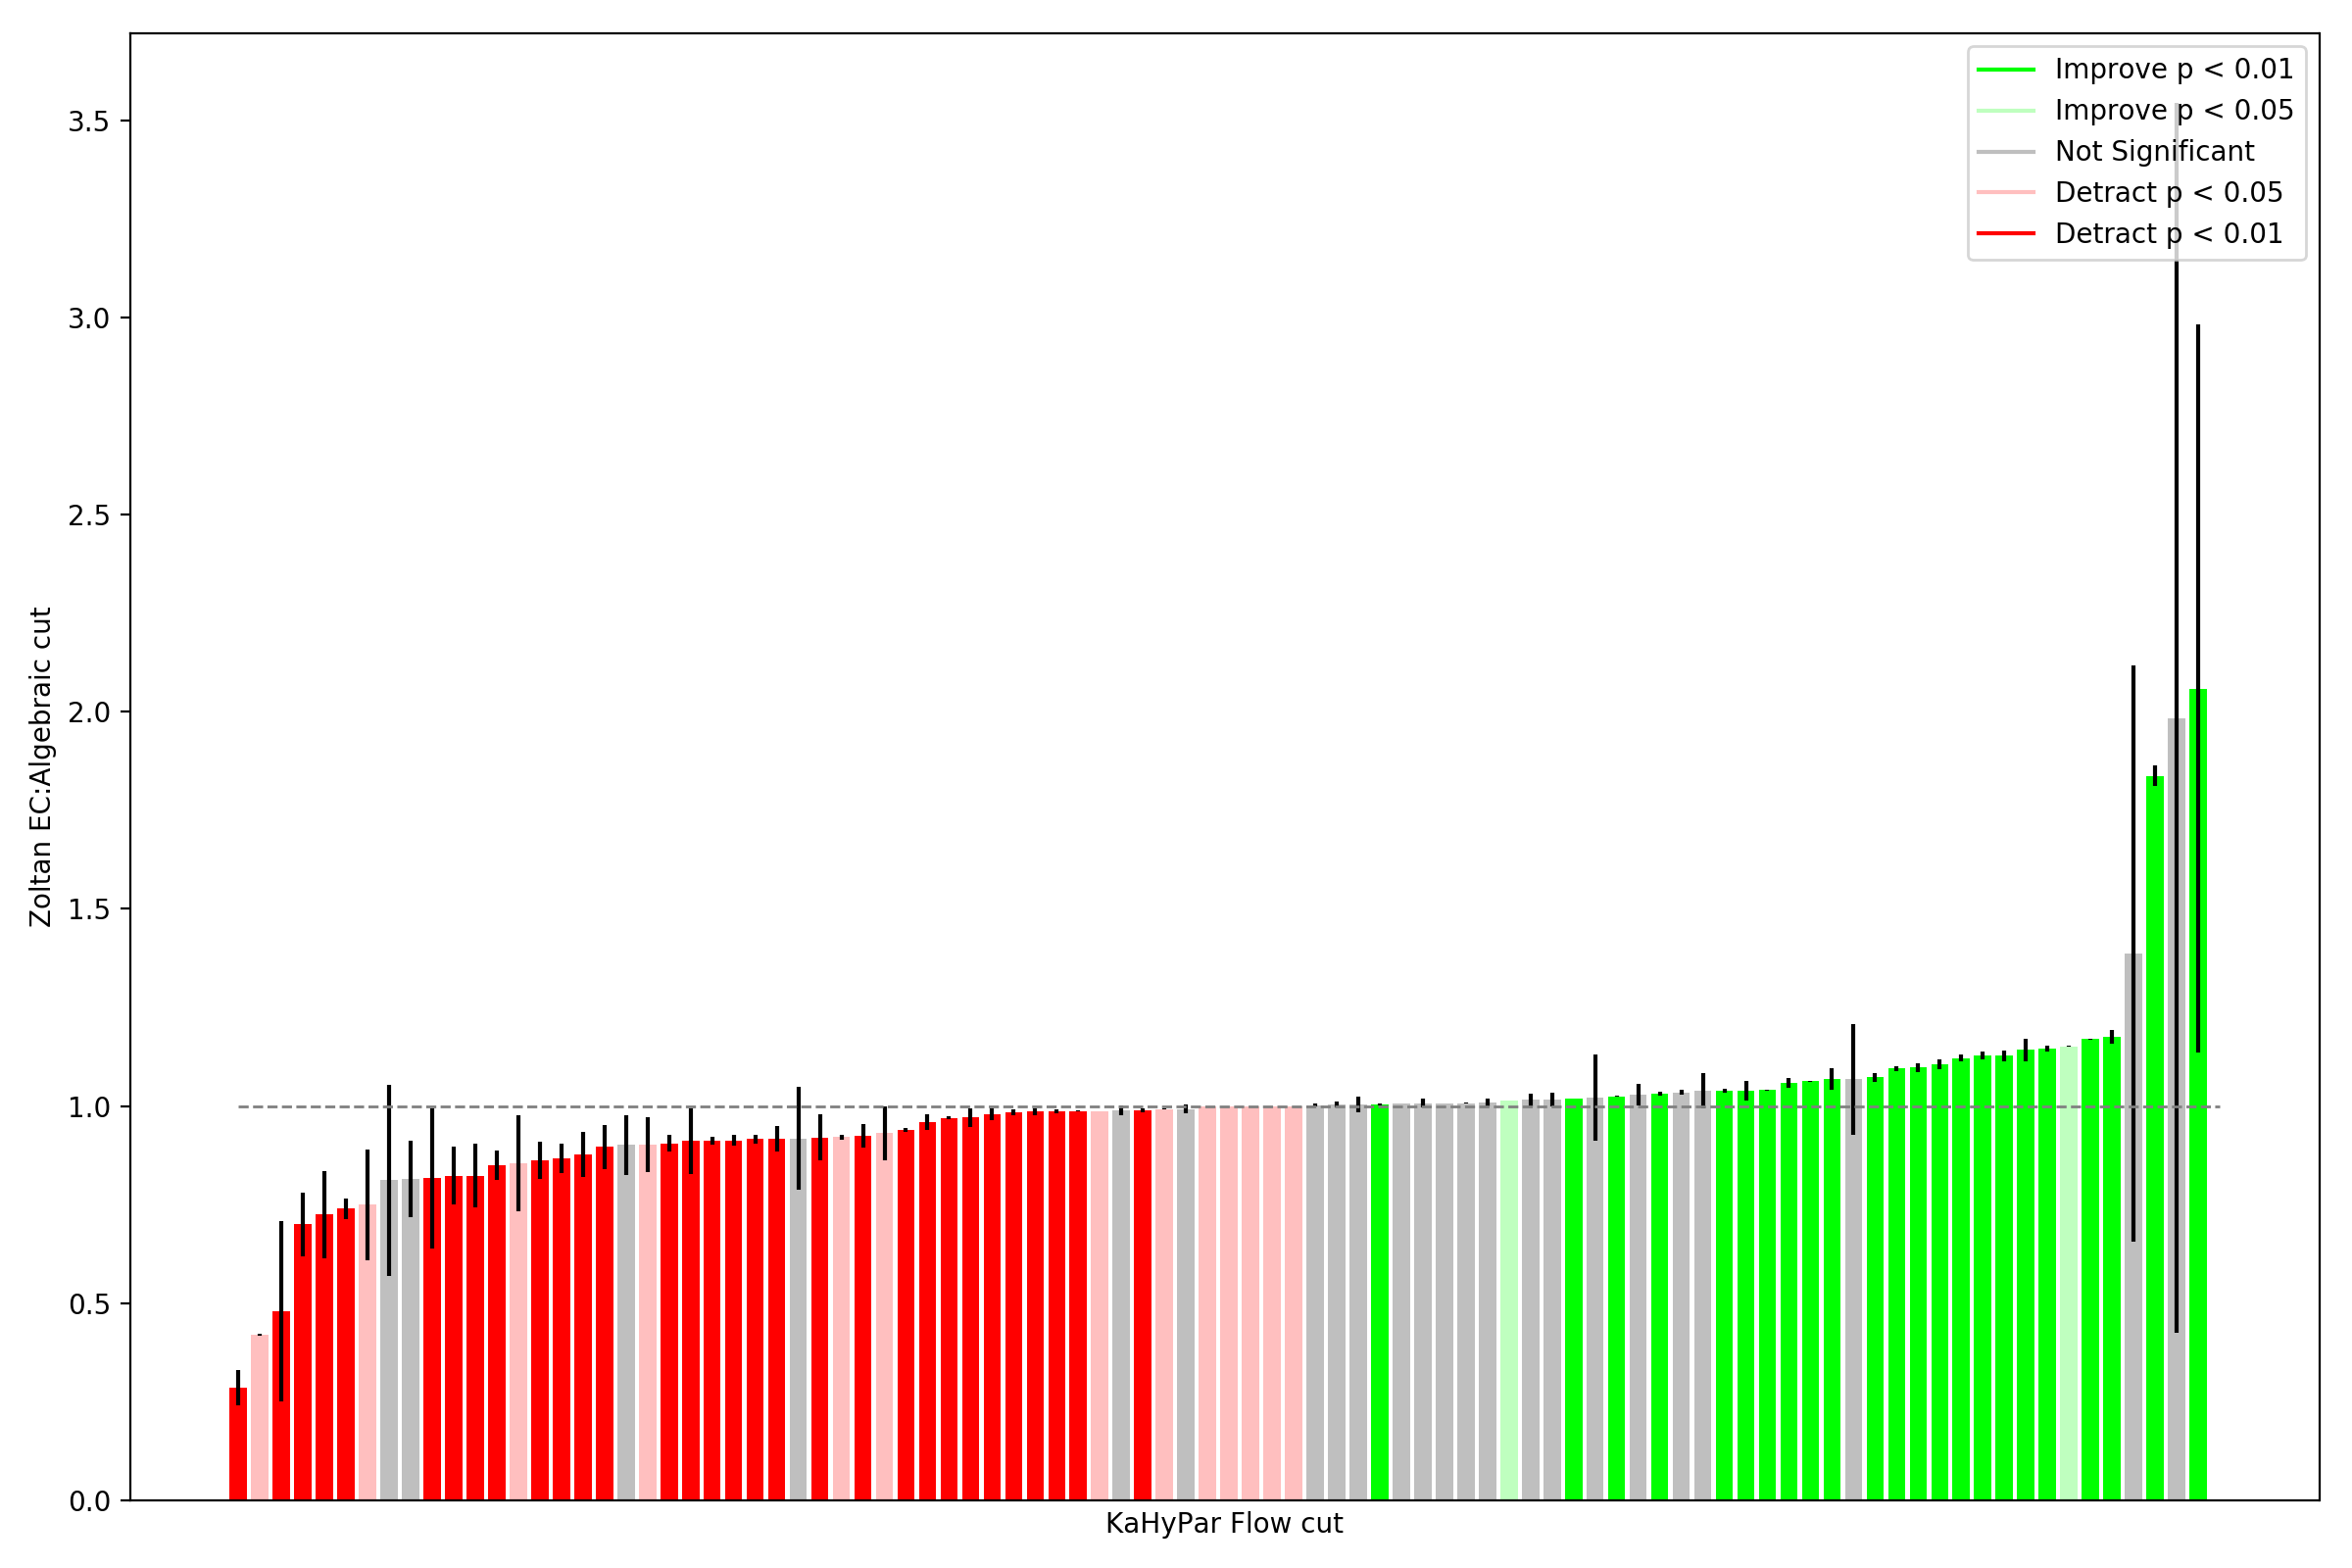 Improve p < 0.01
Improve p < 0.05
Not Significant
Detract p < 0.05
Detract p < 0.01
3.5
3.0
2.5
2.0
1.5
1.0
0.5
0.0
Zoltan EC:Algebraic cut
KaHyPar Flow cut